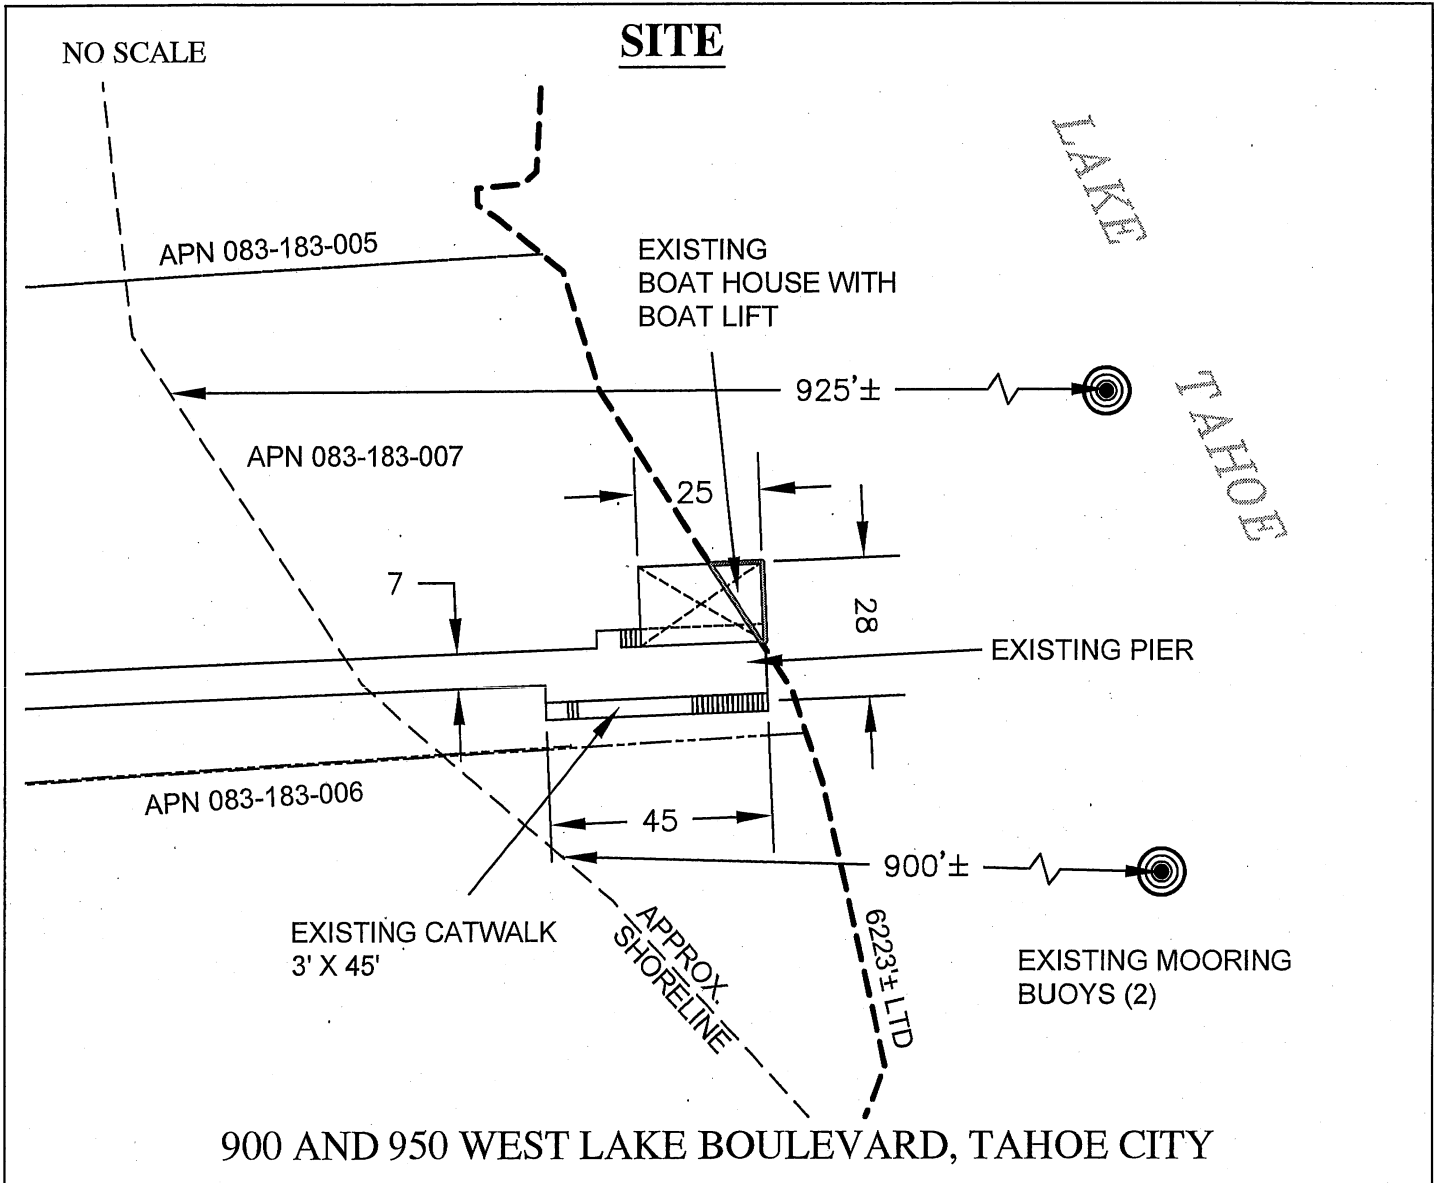 SITE
NO SCALE
LAKE
TAHOE
APN 083-183-005
EXISTING
BOAT HOUSE WITH
BOAT LIFT
925'±
APN 083-183-007
25
7
28
EXISTING PIER
APN 083-183-006
45
900'±
EXISTING CATWALK
3' X 45'
APPROX.
SHORELINE
6223'± LTD
EXISTING MOORING
BUOYS (2)
900 AND 950 WEST LAKE BOULEVARD, TAHOE CITY